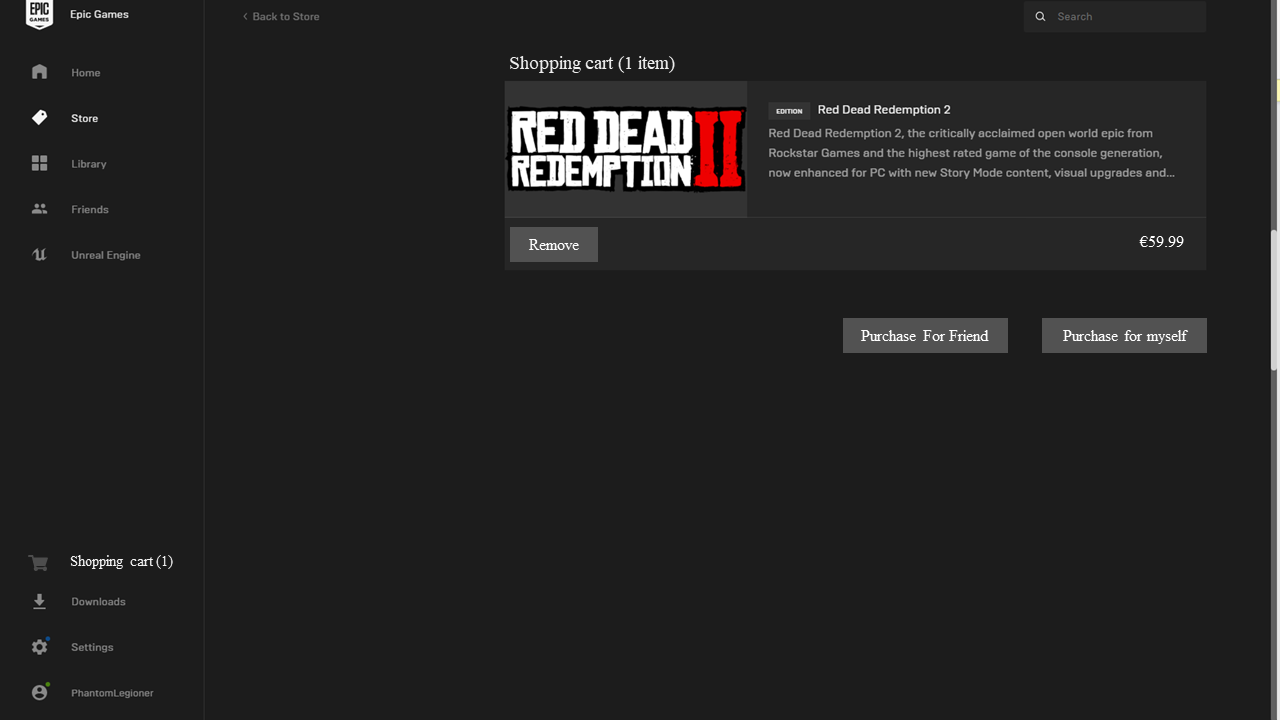 EPIC
GAMES
Epic Games
Back to Store
Search
Home
Store
Library
Friends
Unreal Engine
Shopping cart (1 item)
RED DEAD
REDEMPTION II
EDITION Red Dead Redemption 2
Red Dead Redemption 2, the critically acclaimed open world epic from
Rockstar Games and the highest rated game of the console generation,
now enhanced for PC with new Story Mode content, visual upgrades and...
Remove
€59.99
Purchase For Friend
Purchase for myself
Shopping cart (1)
Downloads
Settings
PhantomLegioner